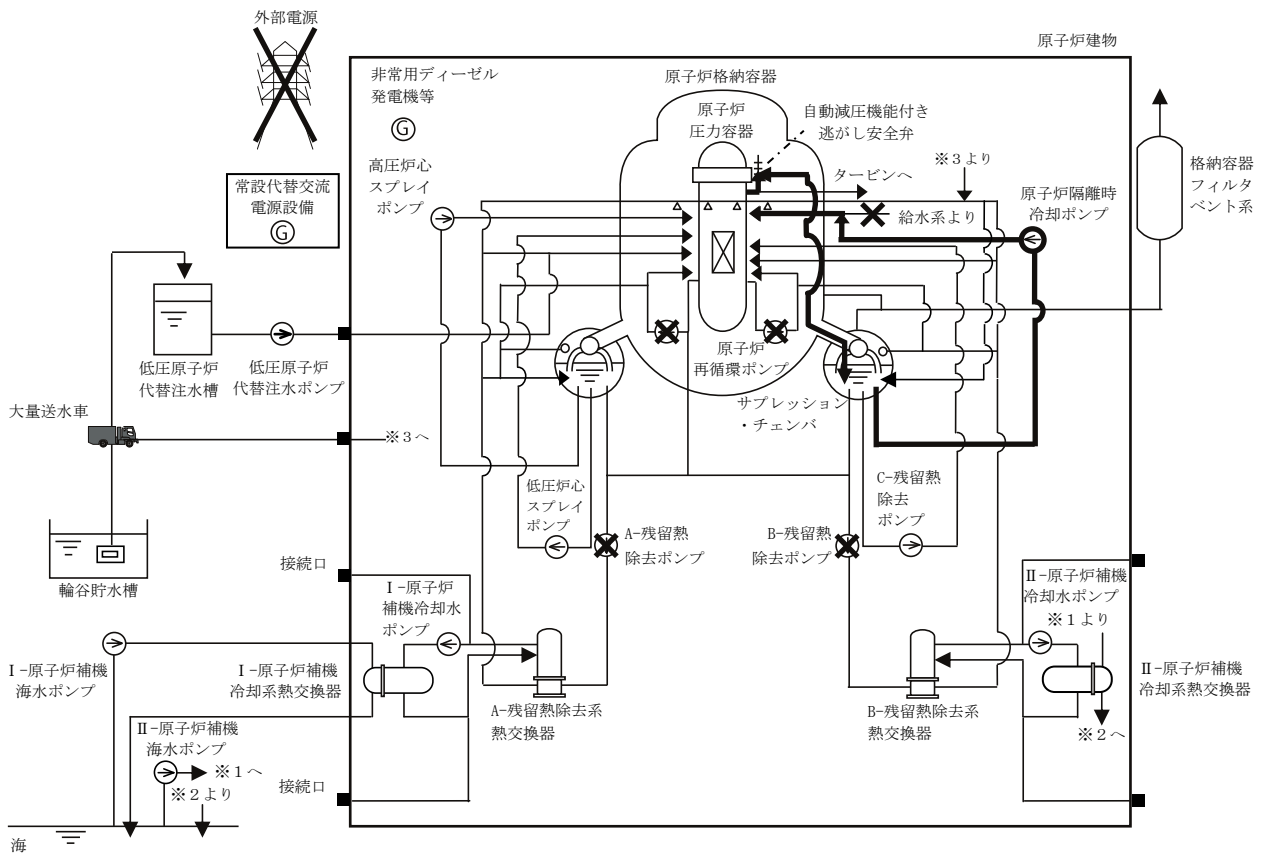 外部電源
原子炉建物
非常用ディーゼル
発電機等
G
原子炉格納容器
原子炉
圧力容器
自動減圧機能付き
逃がし安全弁
※3より
タービンへ
高圧炉心
スプレイ
ポンプ
常設代替交流
電源設備
G
給水系より
原子炉隔離時
冷却ポンプ
格納容器
フィルタ
ベント系
低圧原子炉
代替注水槽
低圧原子炉
代替注水ポンプ
原子炉
再循環ポンプ
サプレッション
・チェンバ
大量送水車
※3へ
低圧炉心
スプレイ
ポンプ
A-残留熱
除去ポンプ
B-残留熱
除去ポンプ
C-残留熱
除去
ポンプ
輪谷貯水槽
接続口
Ⅰ-原子炉
補機冷却水
ポンプ
Ⅱ-原子炉補機
冷却水ポンプ
※1より
Ⅰ-原子炉補機
海水ポンプ
Ⅰ-原子炉補機
冷却系熱交換器
Ⅱ-原子炉補機
冷却系熱交換器
A-残留熱除去系
熱交換器
B-残留熱除去系
熱交換器
※2へ
Ⅱ-原子炉補機
海水ポンプ
※1へ
※2より
接続口
海